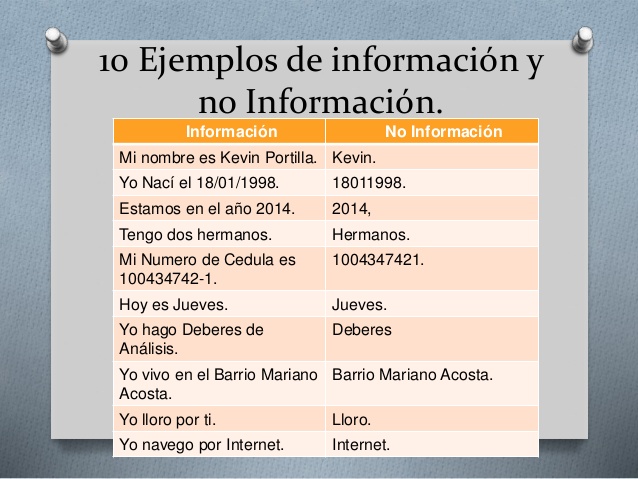 10 Ejemplos de información y
no Información.
Información No Información
Mi nombre es Kevin Portilla. Kevin.
Yo Nací el 18/01/1998. 18011998.
Estamos en el año 2014. 2014,
Tengo dos hermanos. Hermanos.
Mi Numero de Cedula es 1004347421.
100434742-1.
Hoy es Jueves. Jueves.
Yo hago Deberes de Deberes
Análisis.
Yo vivo en el Barrio Mariano Barrio Mariano Acosta.
Acosta.
Yo lloro por ti. Lloro.
Yo navego por Internet. Internet.